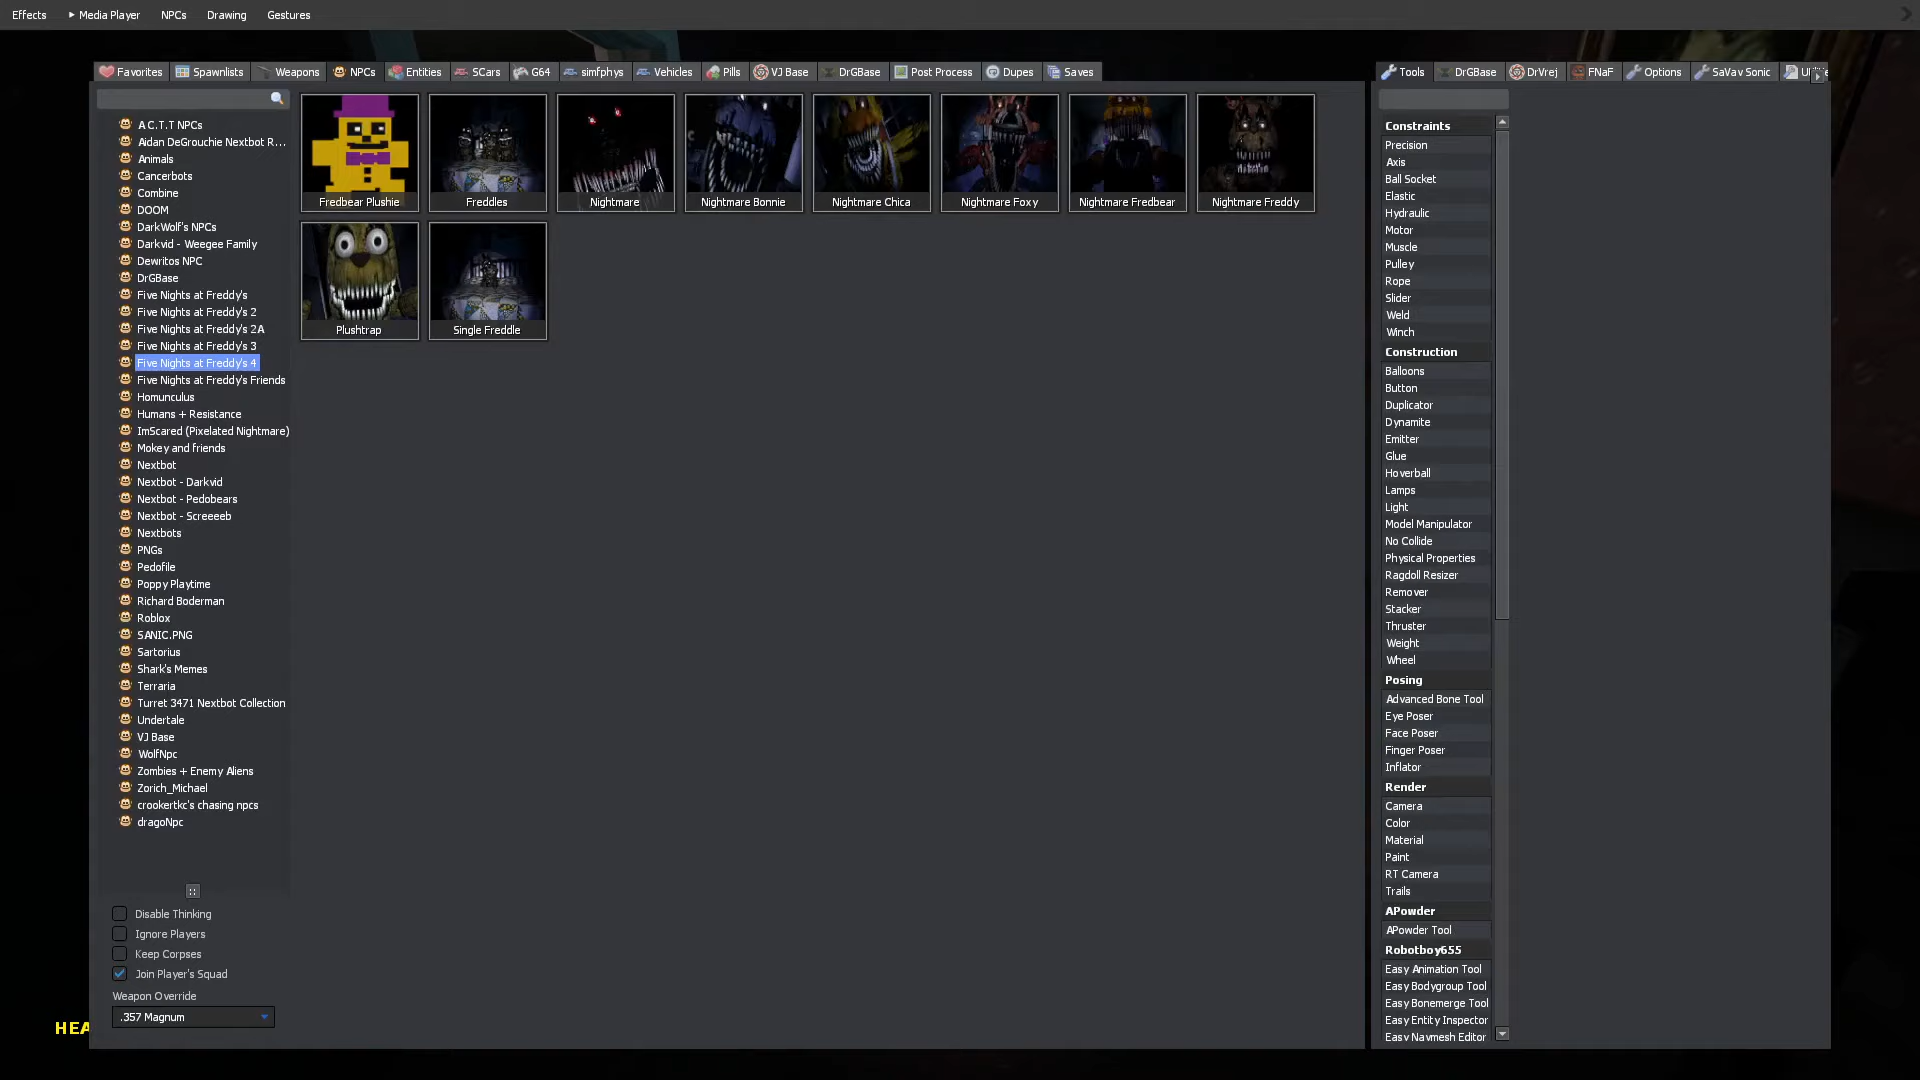 Effects
Media Player
NPCs
Drawing
Gestures
Favorites
Spawnlists
Weapons
NPCs
Entities
SCars
G64
simfphys
Vehicles
Pills
VJ Base
DrGBase
Post Process
Dupes
Saves
Tools
DrGBase
DrVrej
FNaF
Options
SaVav Sonic
A.C.T.T NPCs
Aidan DeGrouchie Nextbot R...
Animals
Cancerbots
Combine
DOOM
DarkWolf's NPCs
Darkvid - Weegee Family
Dewritos NPC
DrGBase
Five Nights at Freddy's
Five Nights at Freddy's 2
Five Nights at Freddy's 2A
Five Nights at Freddy's 3
Five Nights at Freddy's 4
Five Nights at Freddy's Friends
Homunculus
Humans + Resistance
ImScared (Pixelated Nightmare)
Mokey and friends
Nextbot
Nextbot - Darkvid
Nextbot - Pedobears
Nextbot - Screeeeb
Nextbots
PNGs
Pedofile
Poppy Playtime
Richard Boderman
Roblox
SANIC.PNG
Sartorius
Shark's Memes
Terraria
Turret 3471 Nextbot Collection
Undertale
VJ Base
WolfNpc
Zombies + Enemy Aliens
Zorich_Michael
crookertkc's chasing npcs
dragoNpc
Disable Thinking
Ignore Players
Keep Corpses
Join Player's Squad
Weapon Override
.357 Magnum
HEA
Fredbear Plushie
Freddles
Nightmare
Nightmare Bonnie
Nightmare Chica
Nightmare Foxy
Nightmare Fredbear
Nightmare Freddy
Plushtrap
Single Freddle
Constraints
Precision
Axis
Ball Socket
Elastic
Hydraulic
Motor
Muscle
Pulley
Rope
Slider
Weld
Winch
Construction
Balloons
Button
Duplicator
Dynamite
Emitter
Glue
Hoverball
Lamps
Light
Model Manipulator
No Collide
Physical Properties
Ragdoll Resizer
Remover
Stacker
Thruster
Weight
Wheel
Posing
Advanced Bone Tool
Eye Poser
Face Poser
Finger Poser
Inflator
Render
Camera
Color
Material
Paint
RT Camera
Trails
APowder
APowder Tool
Robotboy655
Easy Animation Tool
Easy Bodygroup Tool
Easy Bonemerge Tool
Easy Entity Inspector
Easy Navmesh Editor